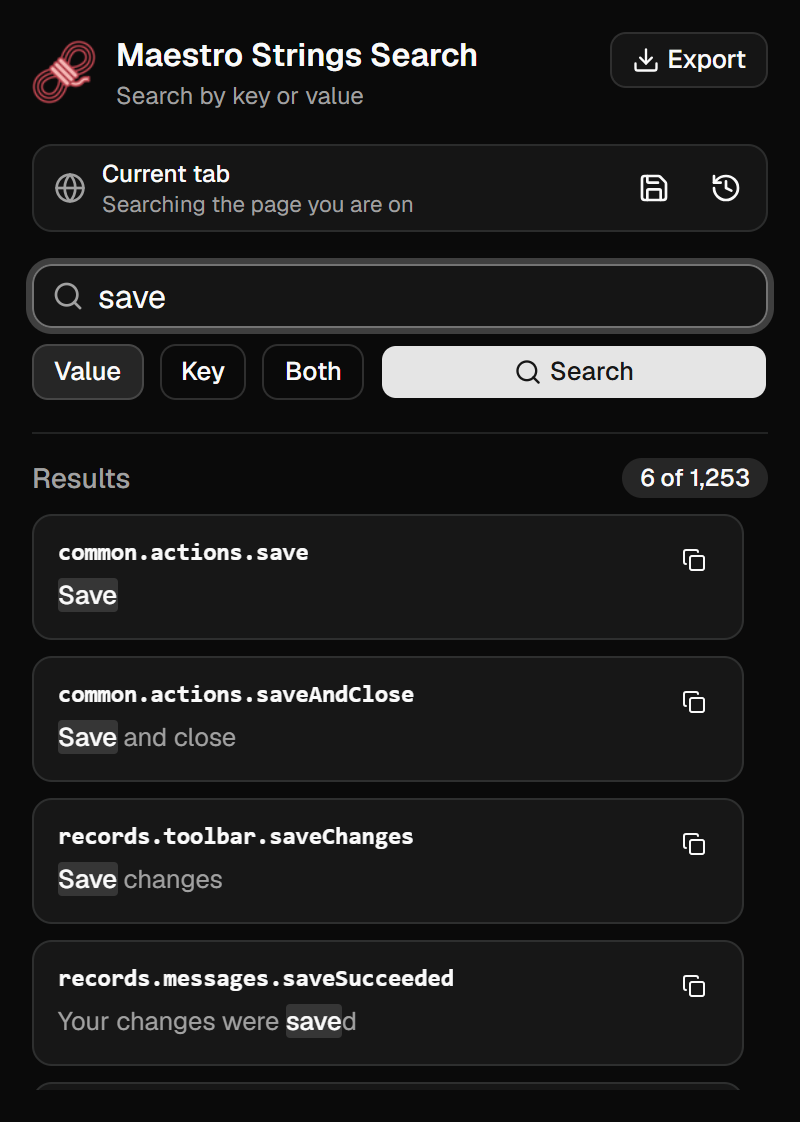 Maestro Strings Search
Search by key or value
Export
Current tab
Searching the page you are on
save
Value
Key
Both
Search
Results
6 of 1,253
common.actions.save
Save
common.actions.saveAndClose
Save and close
records.toolbar.saveChanges
Save changes
records.messages.saveSucceeded
Your changes were saved